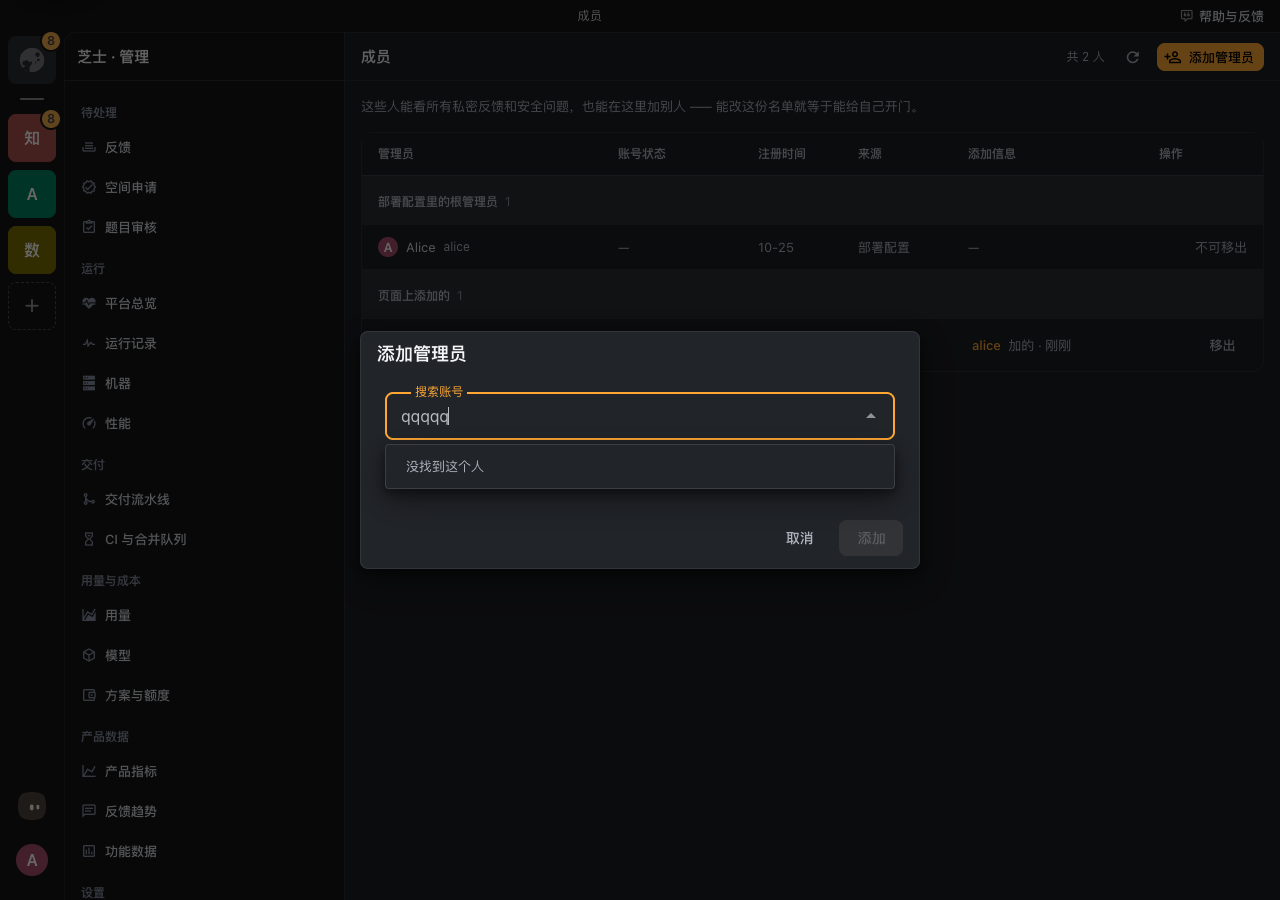 成员
帮助与反馈
8
知
8
A
数
A
芝士 · 管理
待处理
反馈
空间申请
题目审核
运行
平台总览
运行记录
机器
性能
交付
交付流水线
CI 与合并队列
用量与成本
用量
模型
方案与额度
产品数据
产品指标
反馈趋势
功能数据
设置
成员
共 2 人
添加管理员
这些人能看所有私密反馈和安全问题，也能在这里加别人 —— 能改这份名单就等于能给自己开门。
管理员 账号状态 注册时间 来源 添加信息 操作
部署配置里的根管理员 1
A Alice alice — 10-25 部署配置 — 不可移出
页面上添加的 1
alice 加的 · 刚刚 移出
添加管理员
搜索账号
qqqqq
没找到这个人
取消 添加